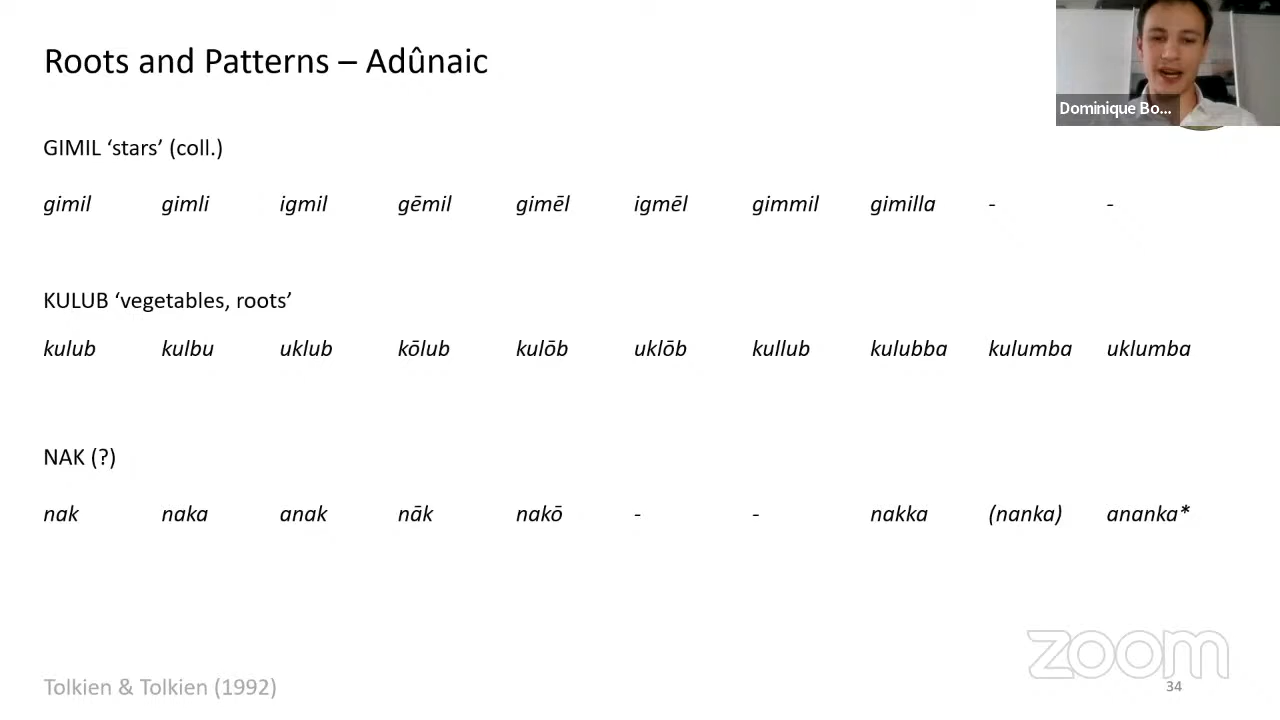 Roots and Patterns – Adûnaic
Dominique Bo...
GIMIL ‘stars’ (coll.)
gimil gimli igmil gēmil gimēl igmēl gimmil gimilla - -
KULUB ‘vegetables, roots’
kulub kulbu uklub kōlub kulōb uklōb kullub kulubba kulumba uklumba
NAK (?)
nak naka anak nāk nakō - - nakka (nanka) ananka*
zoom
Tolkien & Tolkien (1992)
34